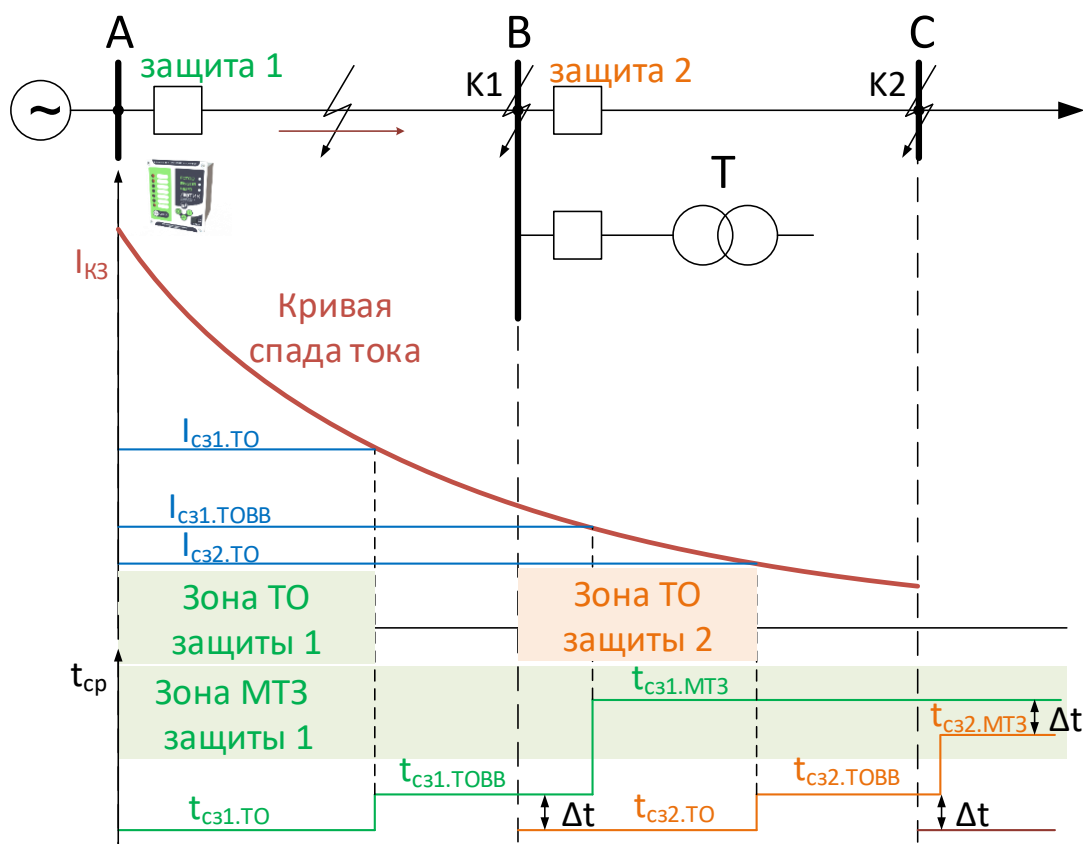 A
B
C
защита 1
K1
защита 2
K2
~
T
IКЗ
Кривая
спада тока
Iсз1.ТО
Iсз1.ТОВВ
Iсз2.ТО
Зона ТО
защиты 1
Зона ТО
защиты 2
tср
Зона МТЗ
защиты 1
tсз1.МТЗ
tсз2.МТЗ
Δt
tсз1.ТОВВ
tсз2.ТОВВ
tсз1.ТО
Δt
tсз2.ТО
Δt